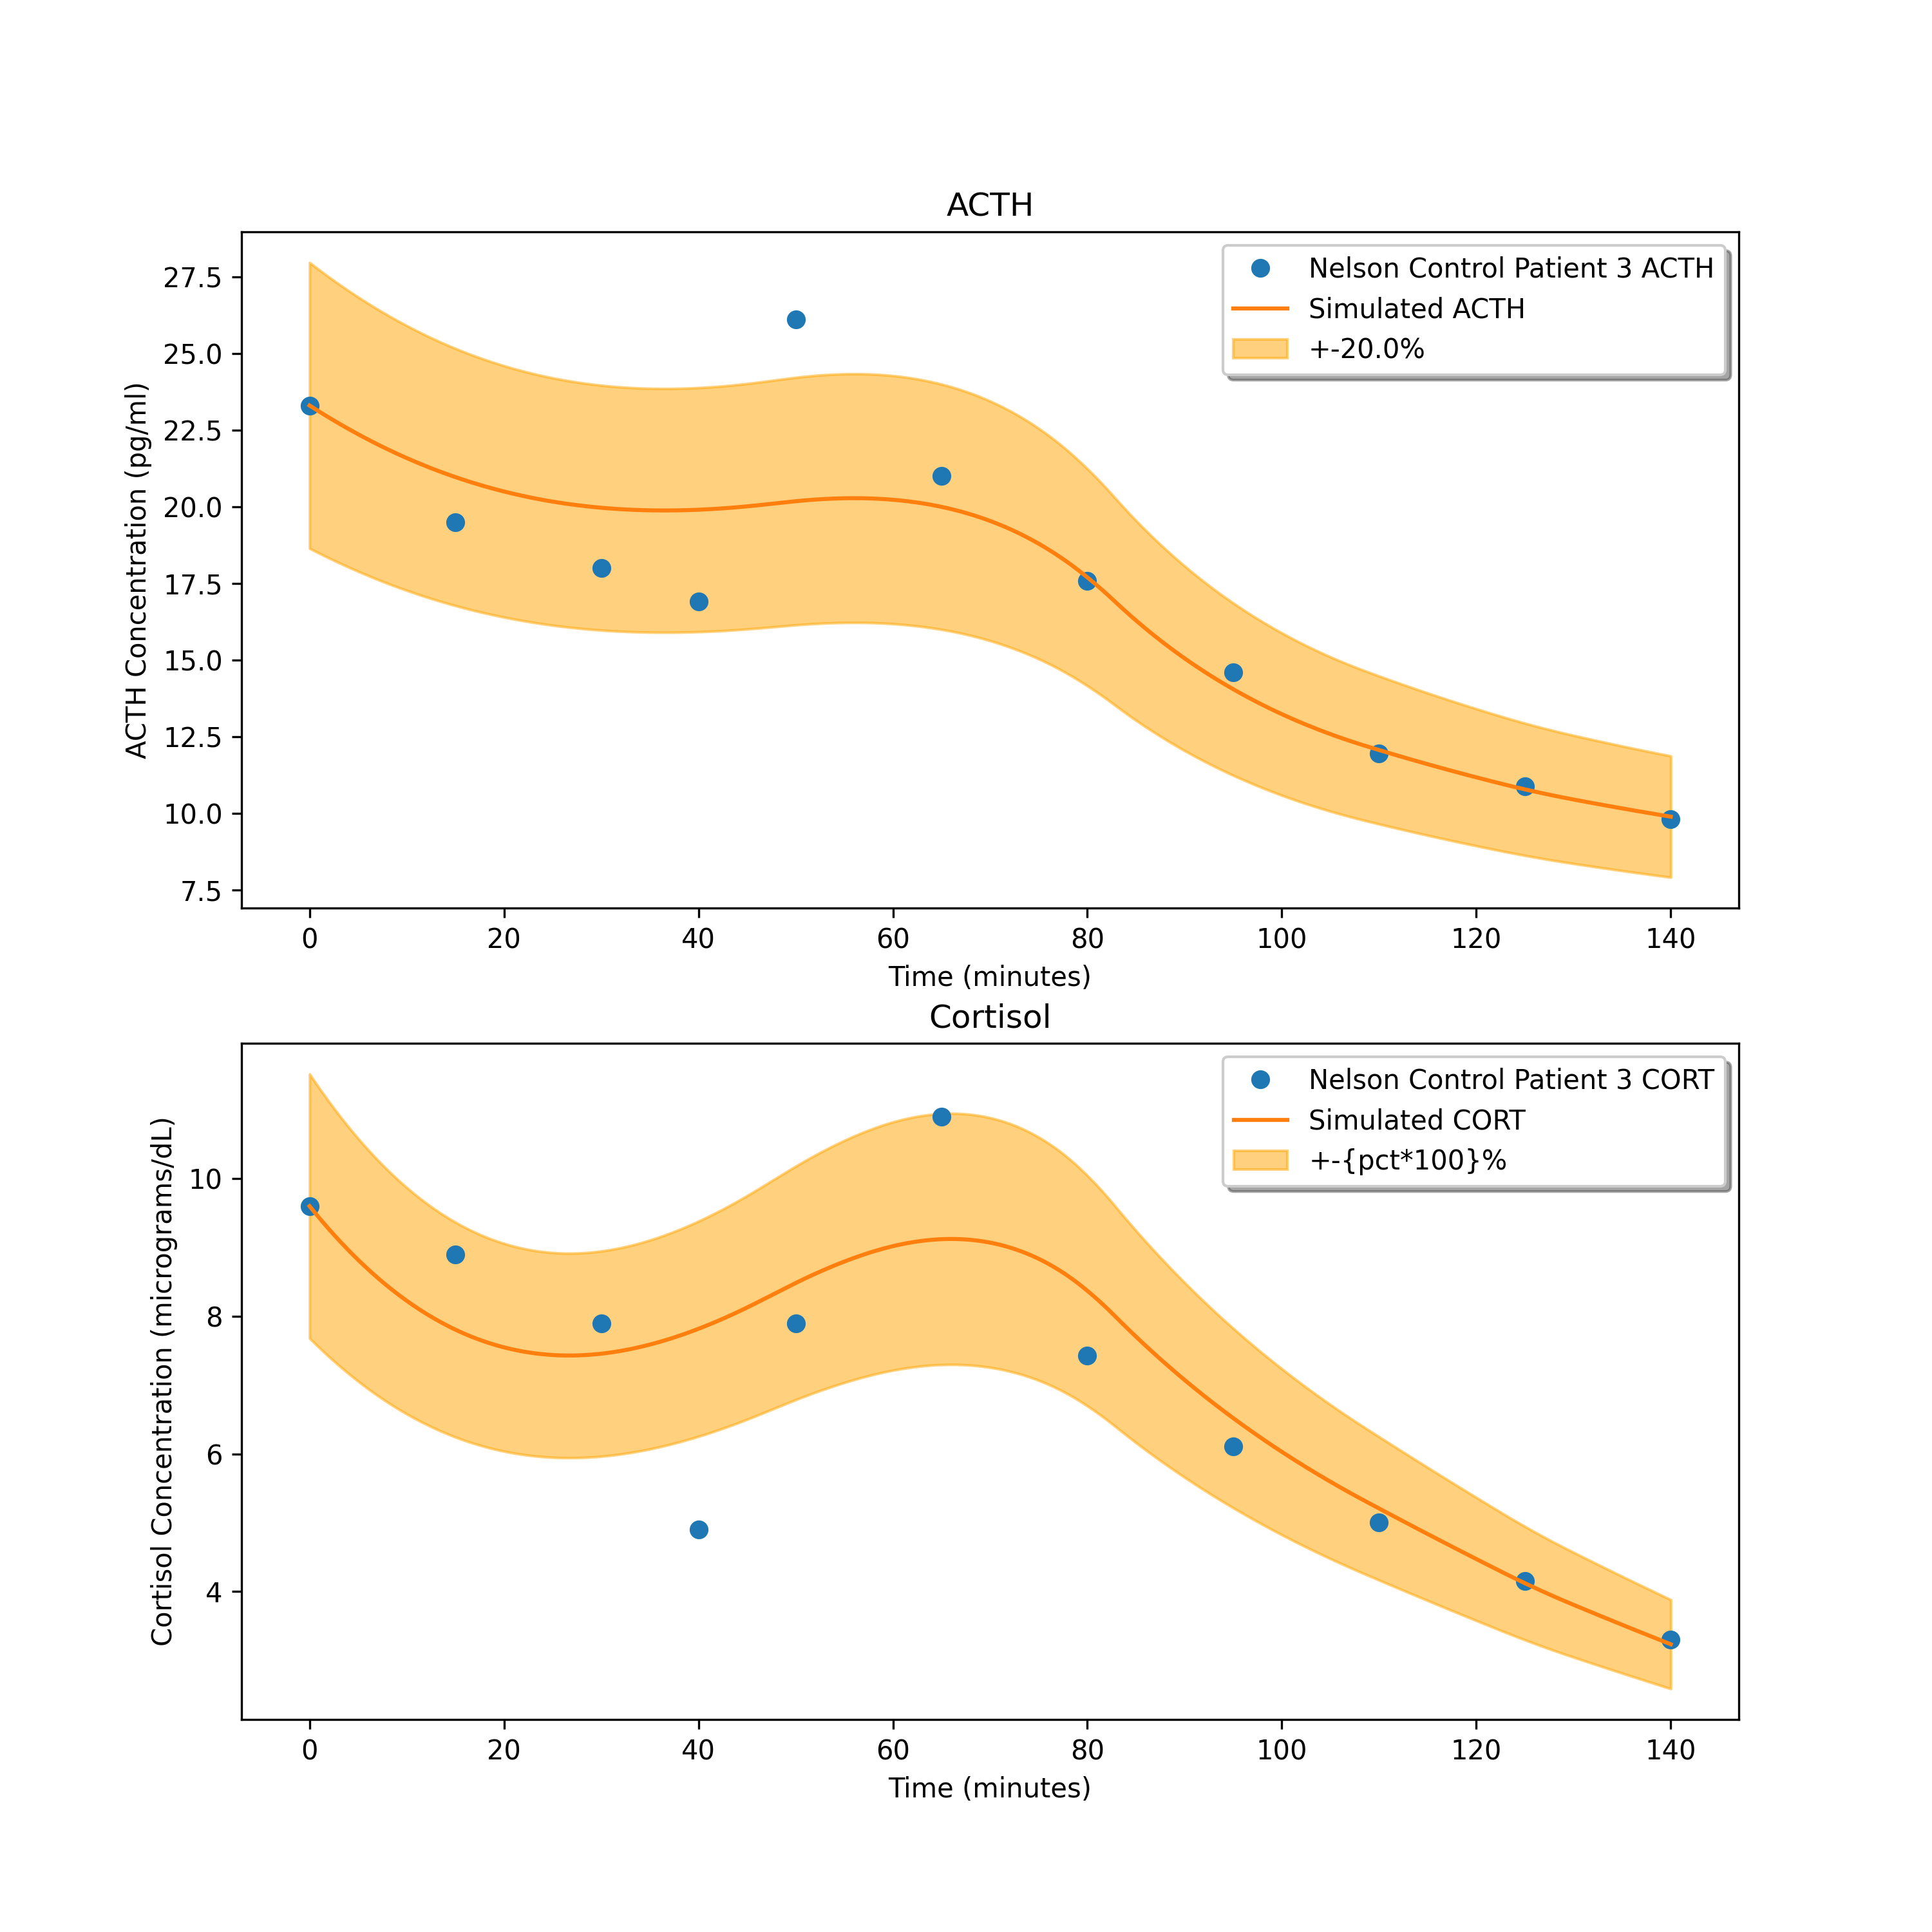 ACTH
Nelson Control Patient 3 ACTH
Simulated ACTH
+-20.0%
ACTH Concentration (pg/ml)
27.5
25.0
22.5
20.0
17.5
15.0
12.5
10.0
7.5
0 20 40 60 80 100 120 140
Time (minutes)
Cortisol
Nelson Control Patient 3 CORT
Simulated CORT
+-{pct*100}%
Cortisol Concentration (micrograms/dL)
10
8
6
4
0 20 40 60 80 100 120 140
Time (minutes)